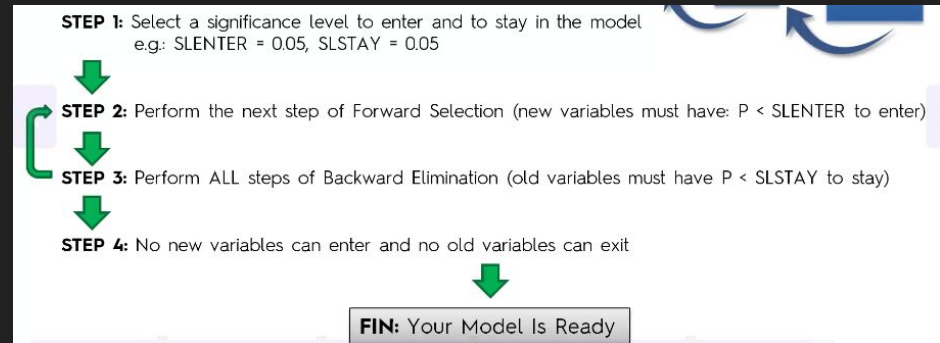 STEP 1: Select a significance level to enter and to stay in the model
e.g.: SLENTER = 0.05, SLSTAY = 0.05
STEP 2: Perform the next step of Forward Selection (new variables must have: P < SLENTER to enter)
STEP 3: Perform ALL steps of Backward Elimination (old variables must have P < SLSTAY to stay)
STEP 4: No new variables can enter and no old variables can exit
FIN: Your Model Is Ready